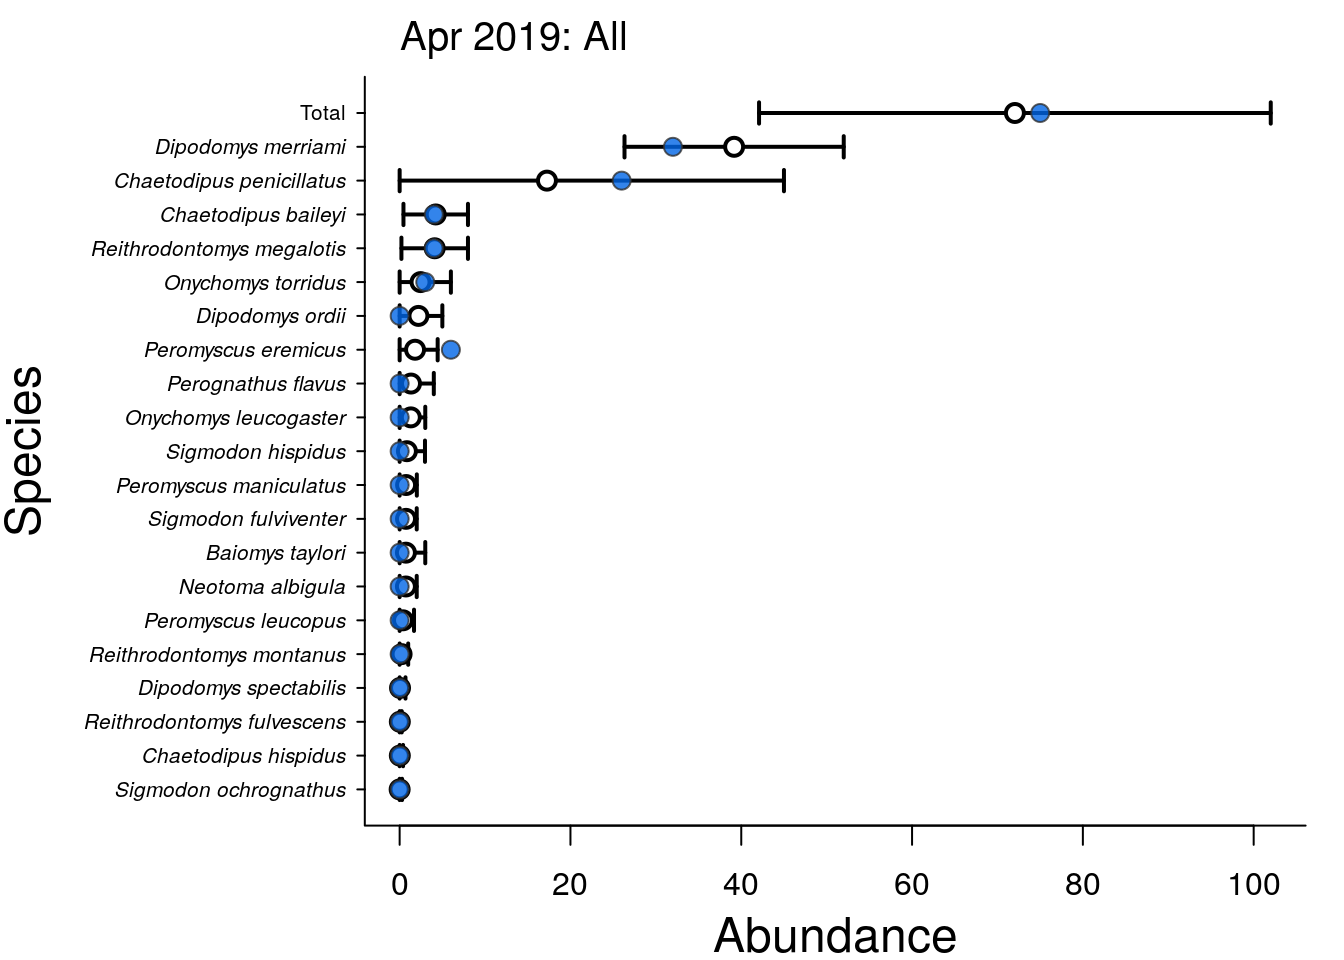 Apr 2019: All
Total
Dipodomys merriami
Chaetodipus penicillatus
Chaetodipus baileyi
Reithrodontomys megalotis
Onychomys torridus
Dipodomys ordii
Peromyscus eremicus
Perognathus flavus
Onychomys leucogaster
Sigmodon hispidus
Peromyscus maniculatus
Sigmodon fulviventer
Baiomys taylori
Neotoma albigula
Peromyscus leucopus
Reithrodontomys montanus
Dipodomys spectabilis
Reithrodontomys fulvescens
Chaetodipus hispidus
Sigmodon ochrognathus
Species
0 20 40 60 80 100
Abundance